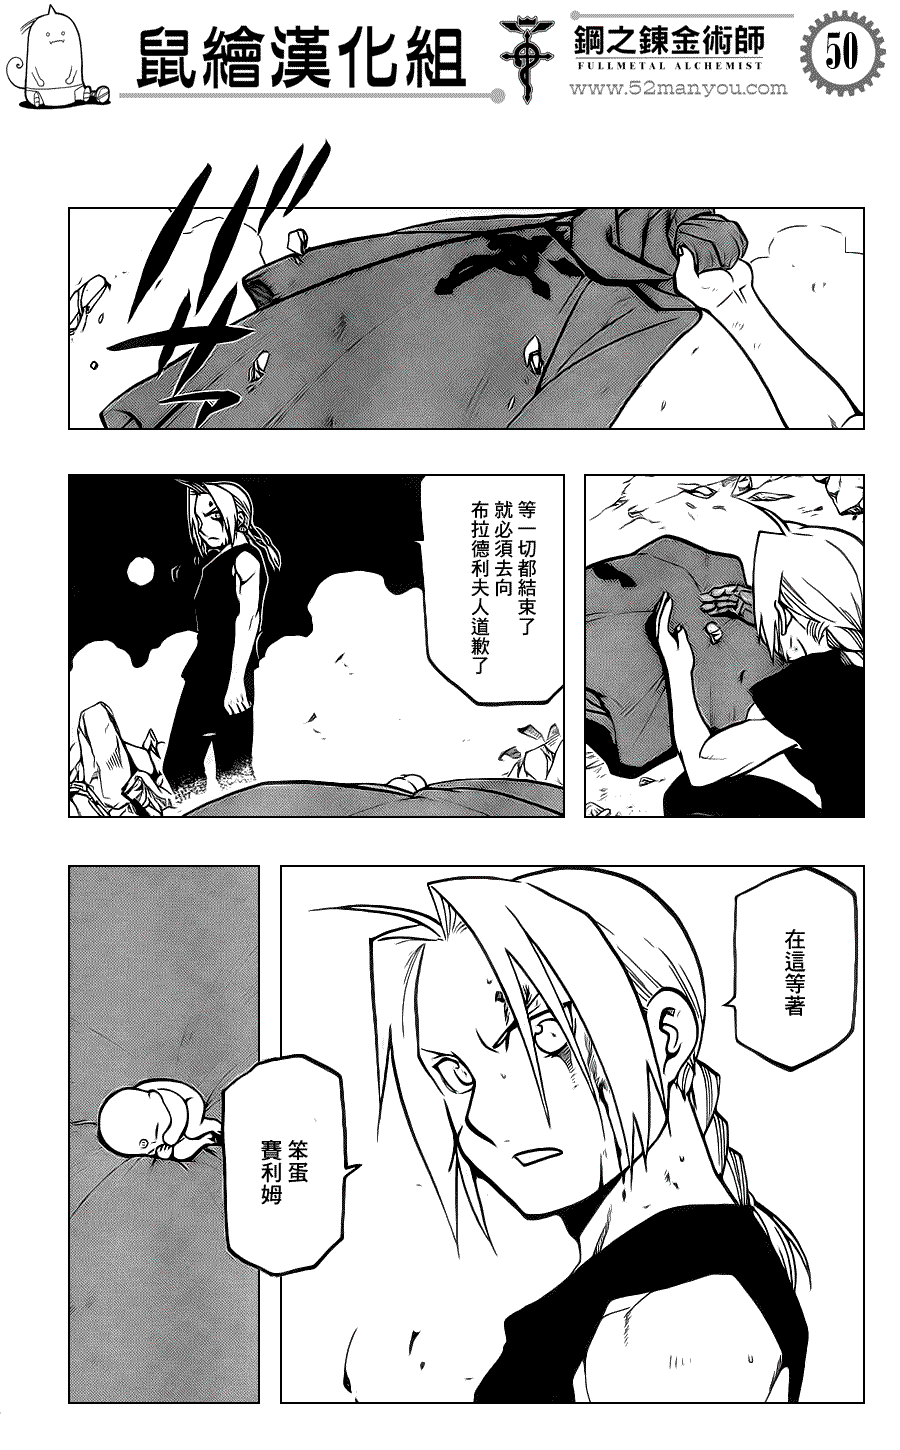 鼠繪漢化組
鋼之鍊金術師
FULLMETAL ALCHEMIST
www.52manyou.com
50
等一切都結束了
就必須去向
布拉德利夫人道歉了
在這等著
笨蛋
賽利姆